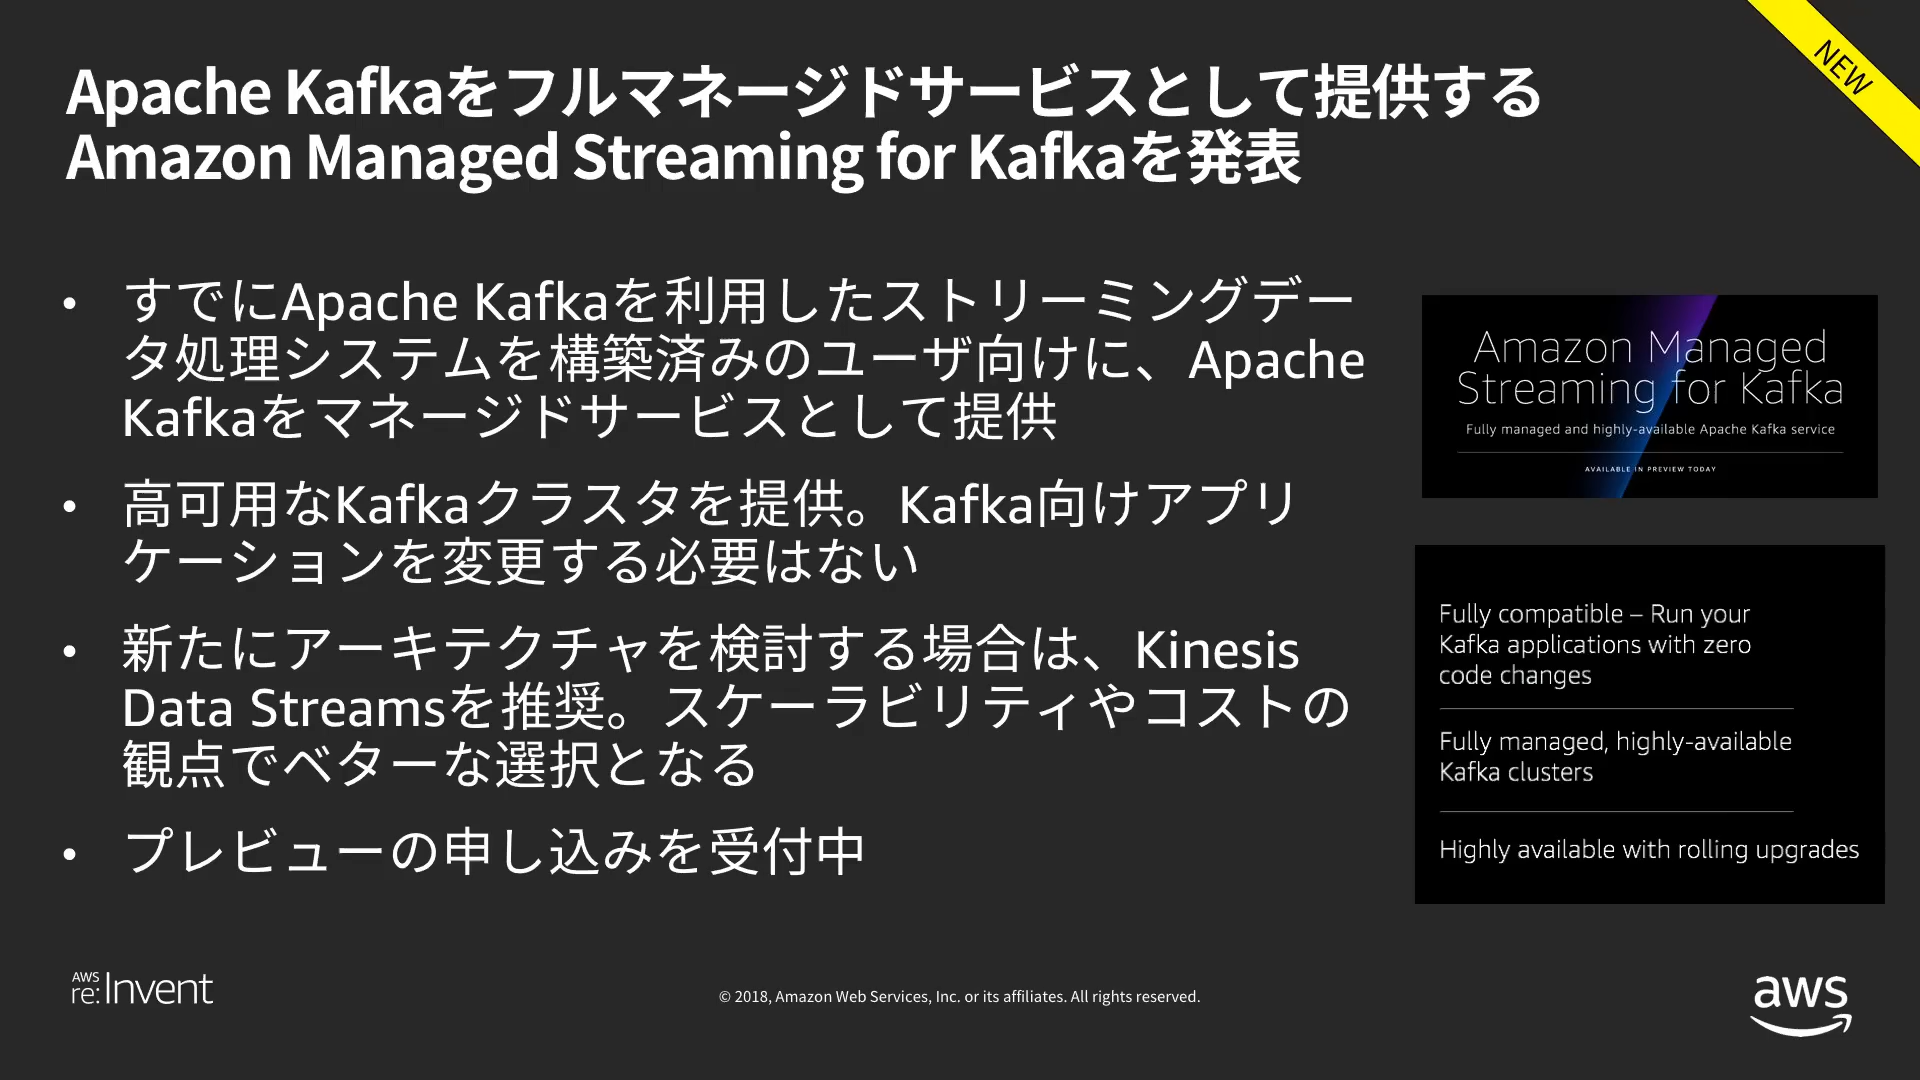 NEW
Apache Kafkaをフルマネージドサービスとして提供する
Amazon Managed Streaming for Kafkaを発表
• すでにApache Kafkaを利用したストリーミングデー
タ処理システムを構築済みのユーザ向けに、Apache
Kafkaをマネージドサービスとして提供
• 高可用なKafkaクラスタを提供。Kafka向けアプリ
ケーションを変更する必要はない
• 新たにアーキテクチャを検討する場合は、Kinesis
Data Streamsを推奨。スケーラビリティやコストの
観点でベターな選択となる
• プレビューの申し込みを受付中
Amazon Managed
Streaming for Kafka
Fully managed and highly-available Apache Kafka service
AVAILABLE IN PREVIEW TODAY
Fully compatible – Run your
Kafka applications with zero
code changes
Fully managed, highly-available
Kafka clusters
Highly available with rolling upgrades
AWS
re:Invent
© 2018, Amazon Web Services, Inc. or its affiliates. All rights reserved.
aws